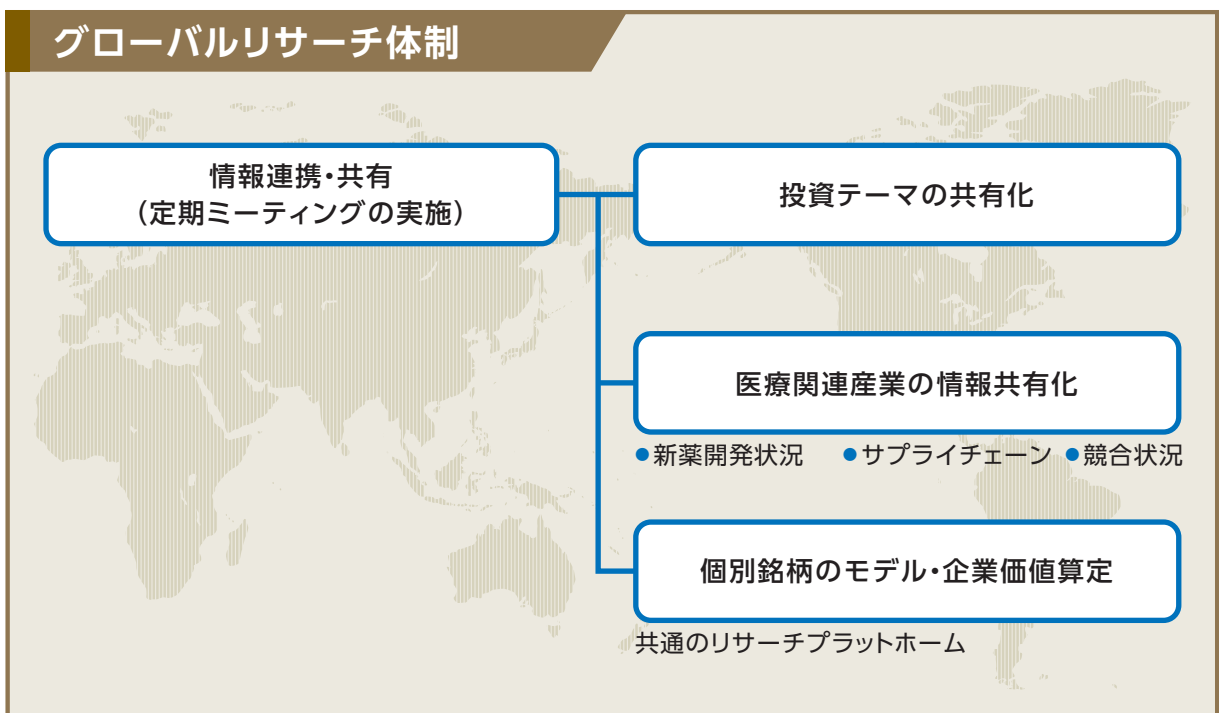 グローバルリサーチ体制
情報連携・共有
（定期ミーティングの実施）
投資テーマの共有化
医療関連産業の情報共有化
●新薬開発状況 ●サプライチェーン ●競合状況
個別銘柄のモデル・企業価値算定
共通のリサーチプラットホーム